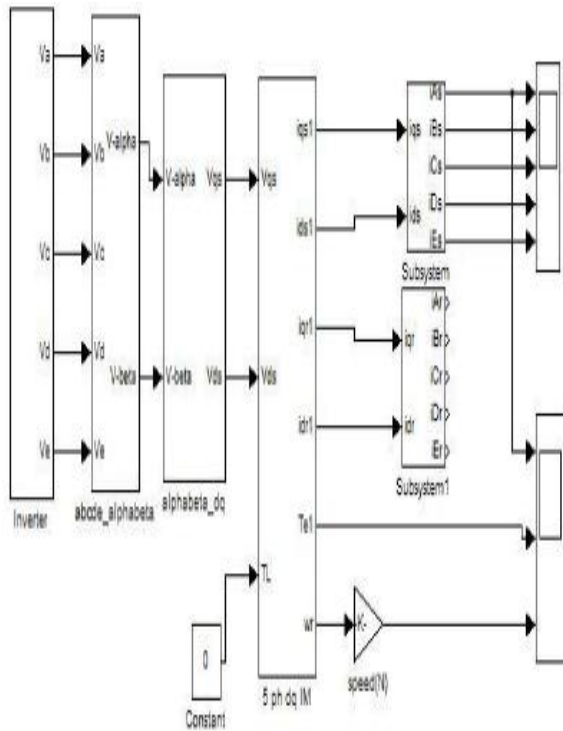 Va
Vb
Vc
Vd
Ve
Inverter
Va
Vb
Vc
Vd
Ve
V-alpha
V-beta
abcde_alphabeta
V-alpha
V-beta
Vqs
Vds
alphabeta_dq
Vqs
Vds
TL
iqs1
ids1
iqr1
idr1
Te1
wr
5 ph dq IM
0
Constant
iqs
ids
iAs
iBs
iCs
iDs
iEs
Subsystem
iqr
idr
iAr
iBr
iCr
iDr
iEr
Subsystem1
-K-
speed(N)